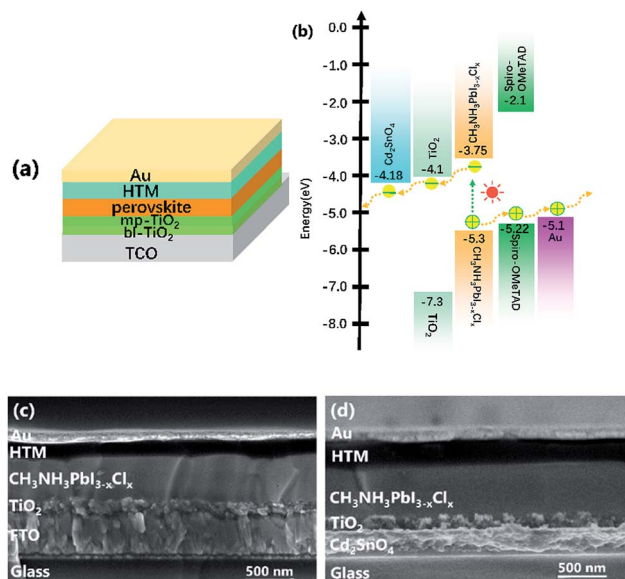 (a)
Au
HTM
perovskite
mp-TiO2
bl-TiO2
TCO
(b)
Energy(eV)
0.0
-1.0
-2.0
-3.0
-4.0
-5.0
-6.0
-7.0
-8.0
Cd2SnO4
-4.18
TiO2
-4.1
CH3NH3PbI3-xClx
-3.75
Spiro-
OMeTAD
-2.1
-5.3
CH3NH3PbI3-xClx
-5.22
Spiro-OMeTAD
-5.1
Au
-7.3
TiO2
(c)
Au
HTM
CH3NH3PbI3-xClx
TiO2
FTO
Glass
500 nm
(d)
Au
HTM
CH3NH3PbI3-xClx
TiO2
Cd2SnO4
Glass
500 nm